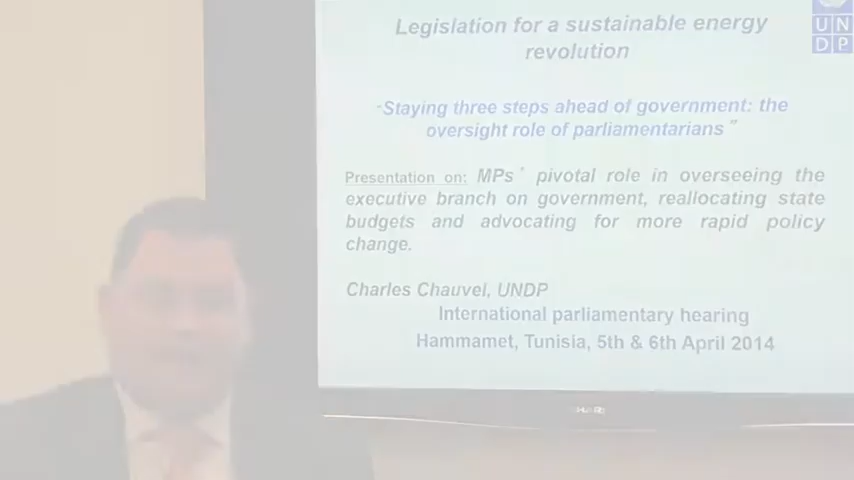 Legislation for a sustainable energy
revolution
UN
DP
"Staying three steps ahead of government: the
oversight role of parliamentarians"
Presentation on: MPs' pivotal role in overseeing the
executive branch on government, reallocating state
budgets and advocating for more rapid policy
change.
Charles Chauvel, UNDP
International parliamentary hearing
Hammamet, Tunisia, 5th & 6th April 2014